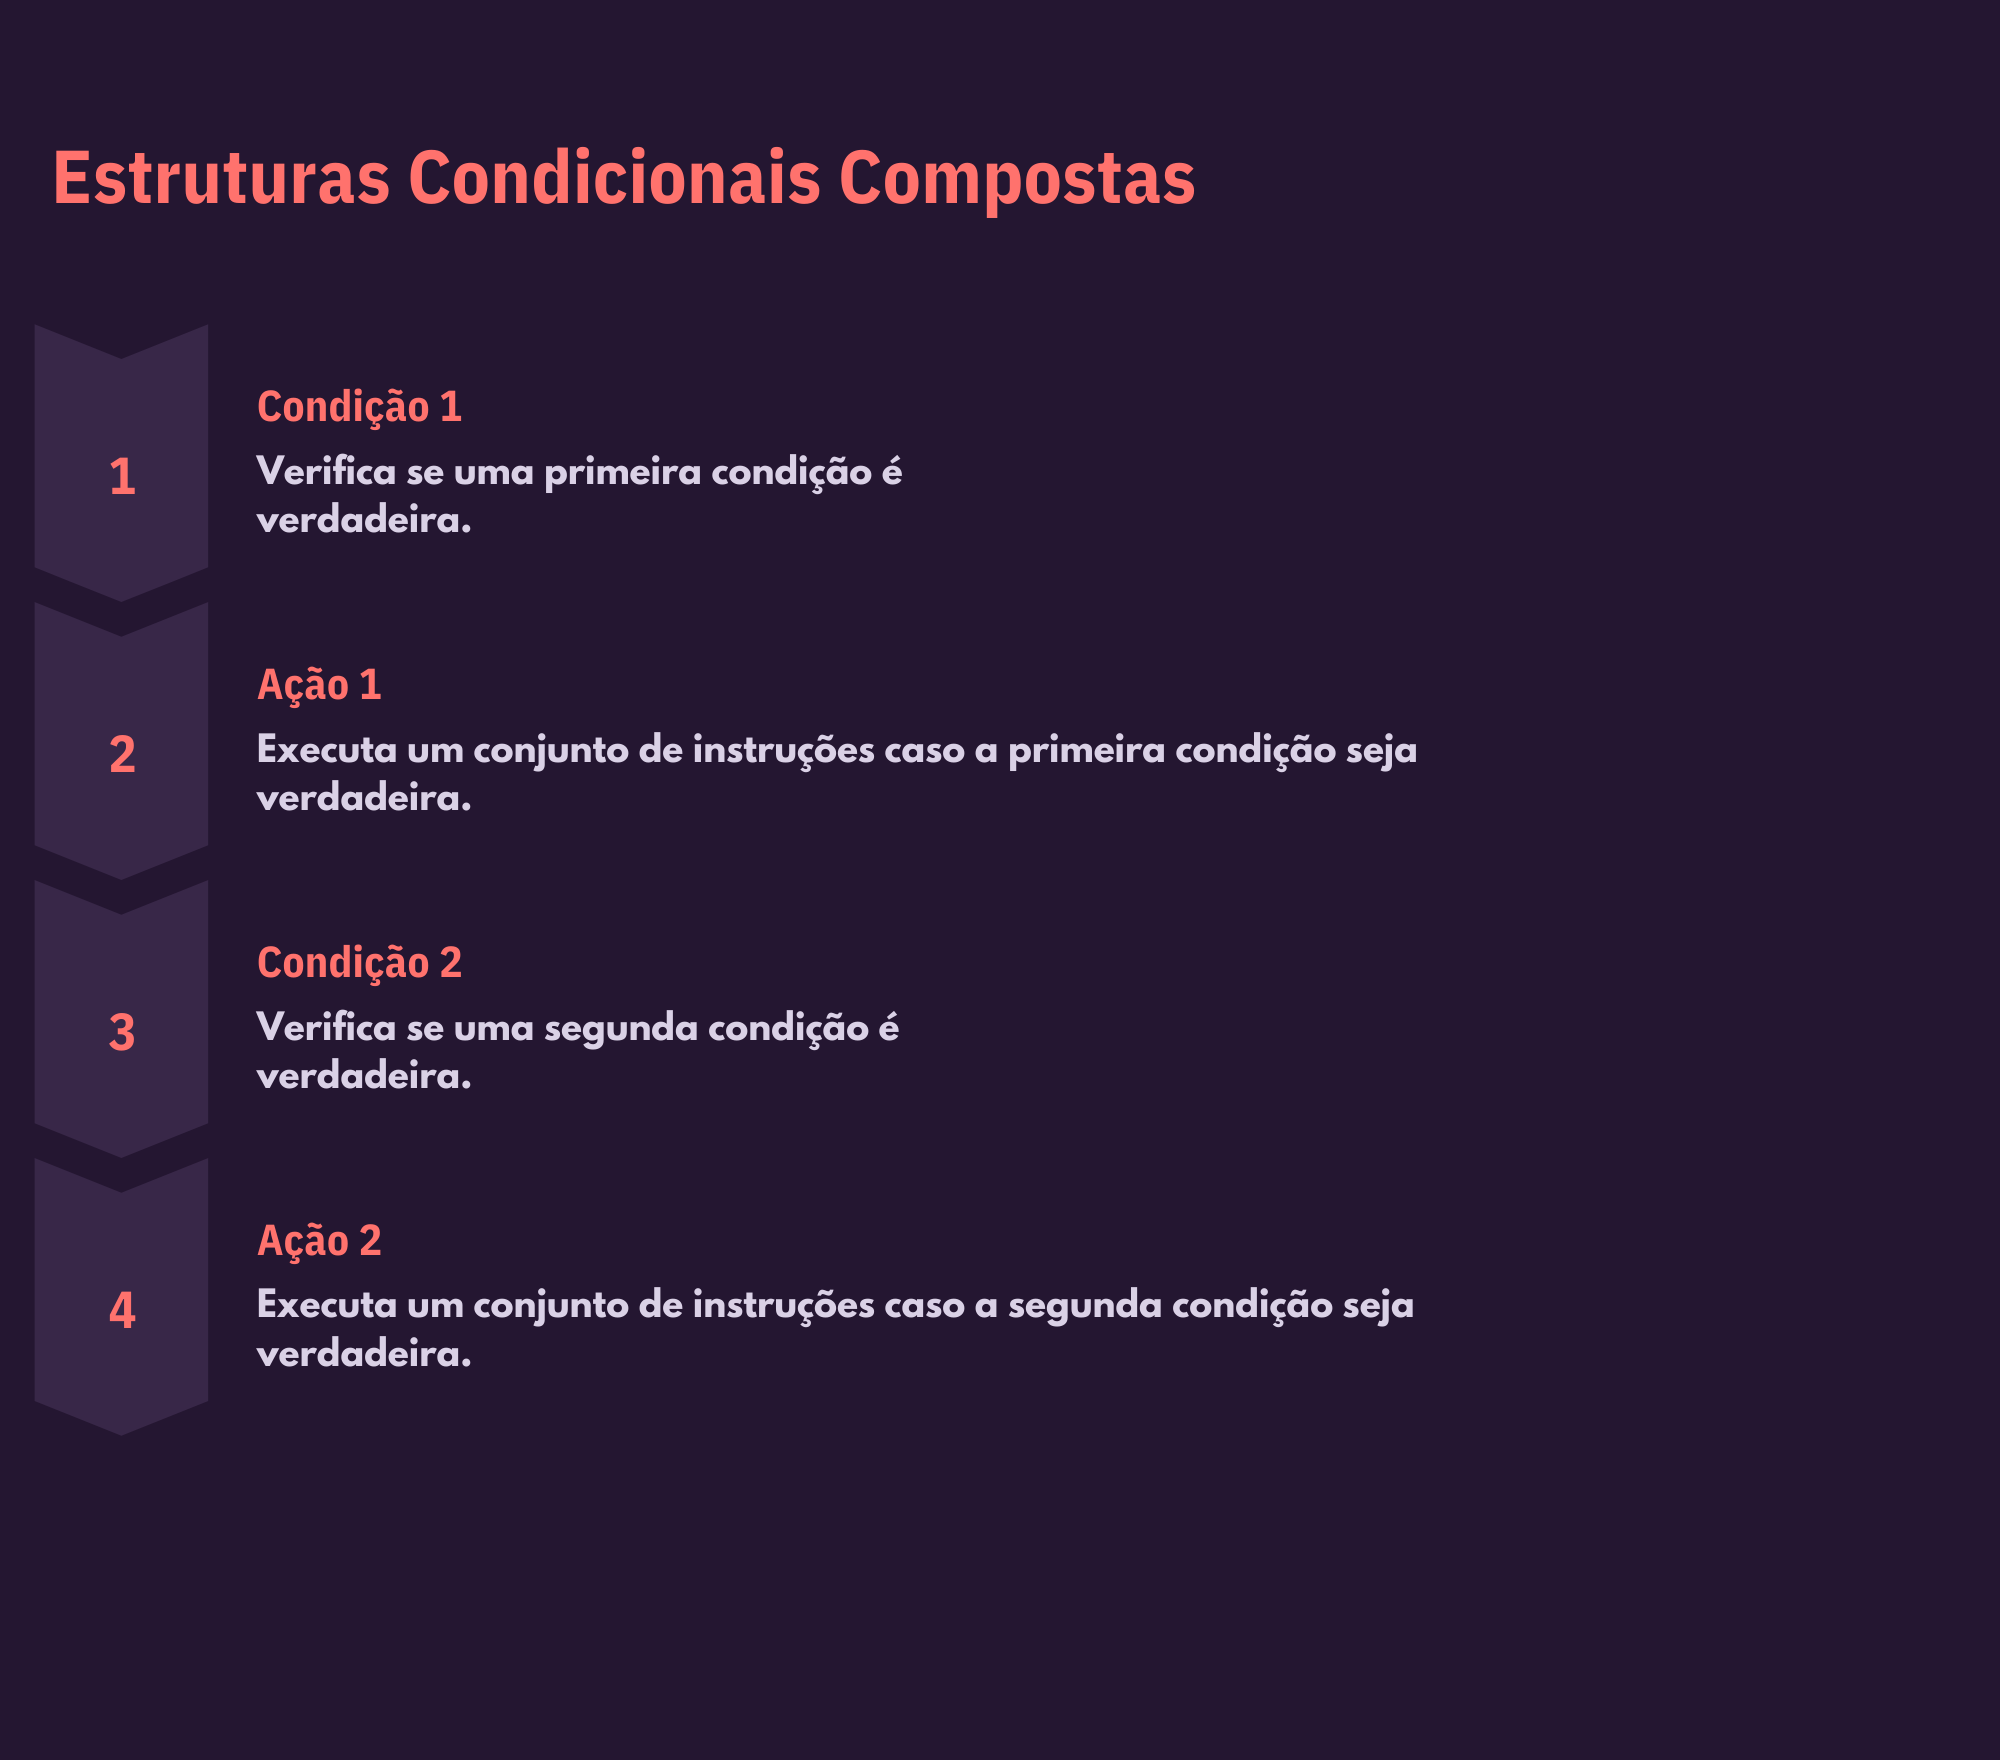 Estruturas Condicionais Compostas
1
Condição 1
Verifica se uma primeira condição é
verdadeira.
2
Ação 1
Executa um conjunto de instruções caso a primeira condição seja
verdadeira.
3
Condição 2
Verifica se uma segunda condição é
verdadeira.
4
Ação 2
Executa um conjunto de instruções caso a segunda condição seja
verdadeira.